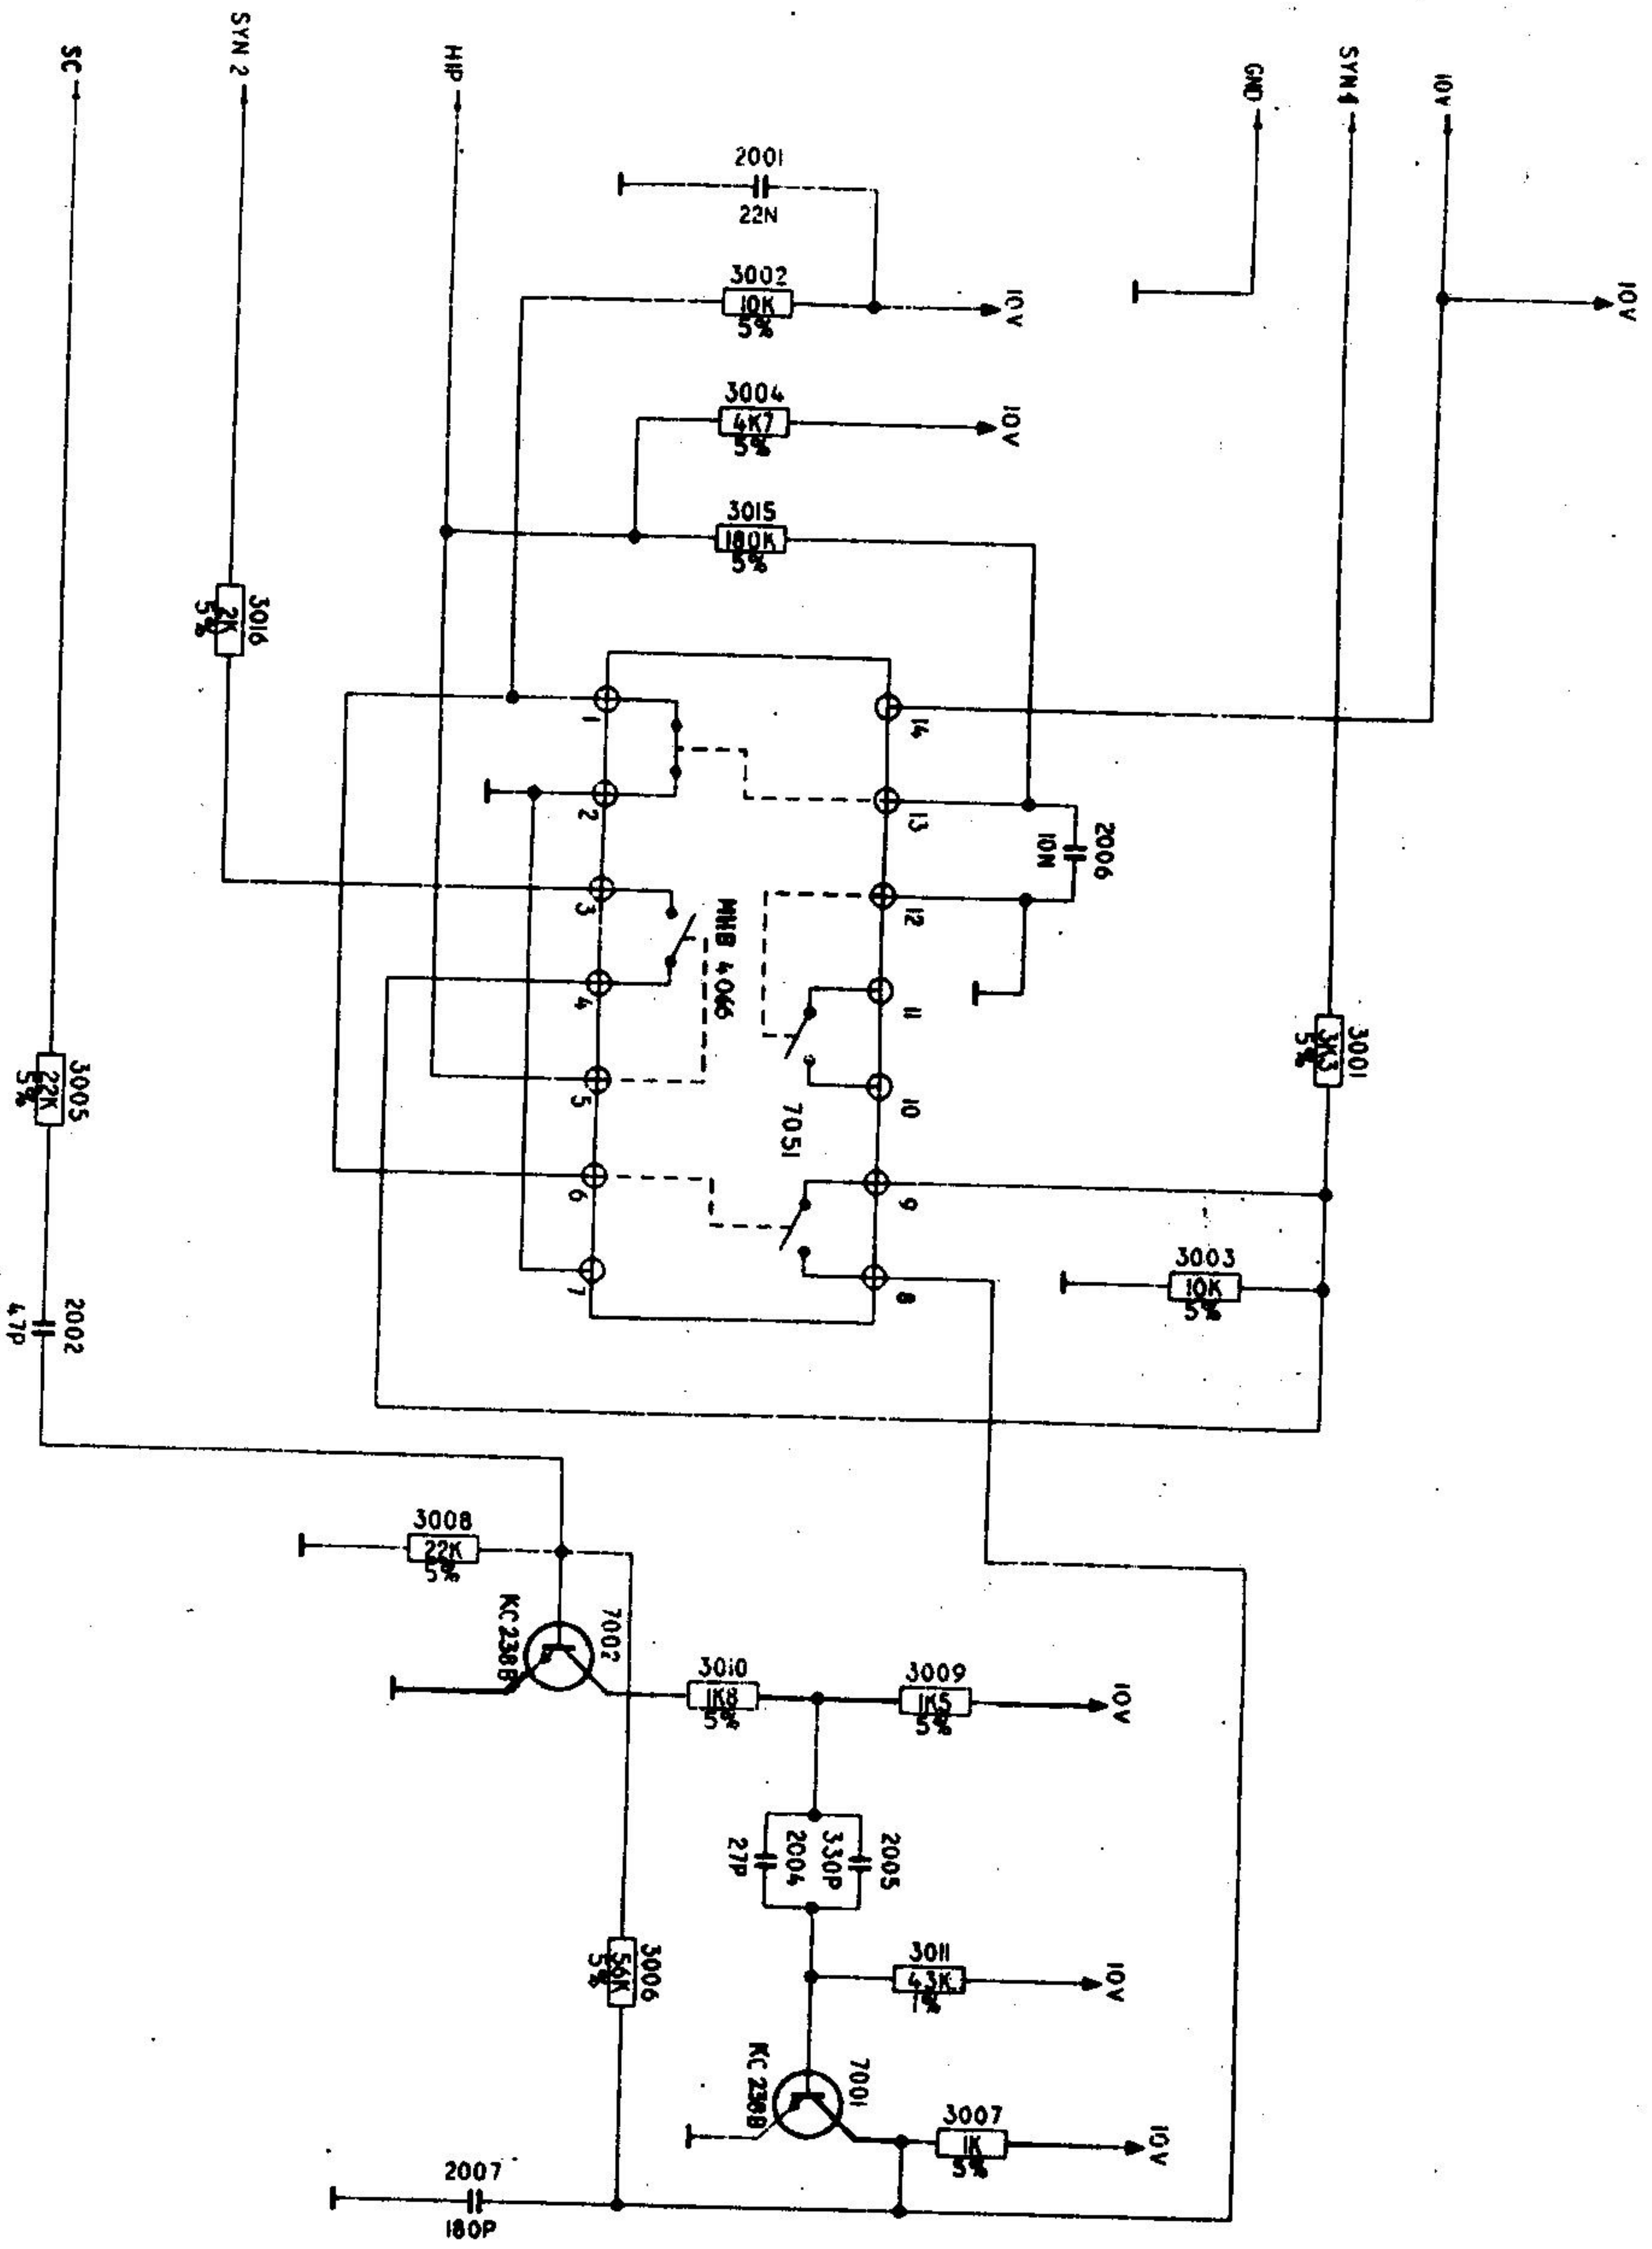 SC
SYN 2
HIP
GND
SYN 1
10V
10V
2001
22N
3002
10K
5%
10V
3004
4K7
5%
10V
3015
180K
5%
3016
2K
5%
1
2
3
4
5
6
7
14
13
12
11
10
9
8
MHB 4066
7051
2006
10N
3001
3K3
5%
3003
10K
5%
3005
22K
5%
2002
47P
3008
22K
5%
7002
KC 238B
3010
1K8
5%
3009
1K5
5%
10V
2005
330P
2004
27P
3006
56K
5%
3011
43K
1%
10V
7001
KC 238B
3007
1K
5%
10V
2007
180P